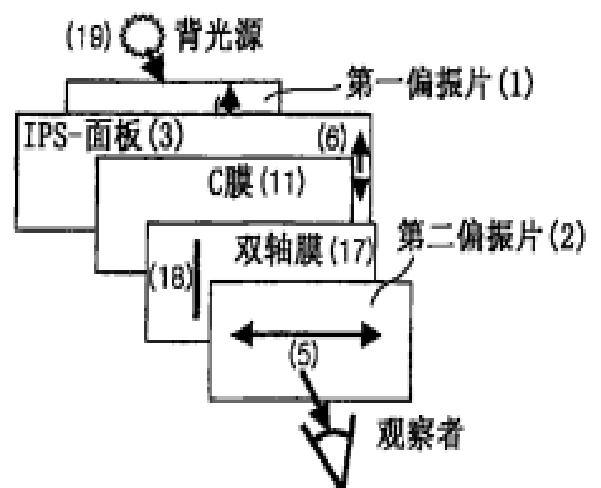 (19) 背光源
第一偏振片(1)
IPS-面板(3)
(6)
C膜(11)
第二偏振片(2)
双轴膜(17)
(18)
(5)
观察者